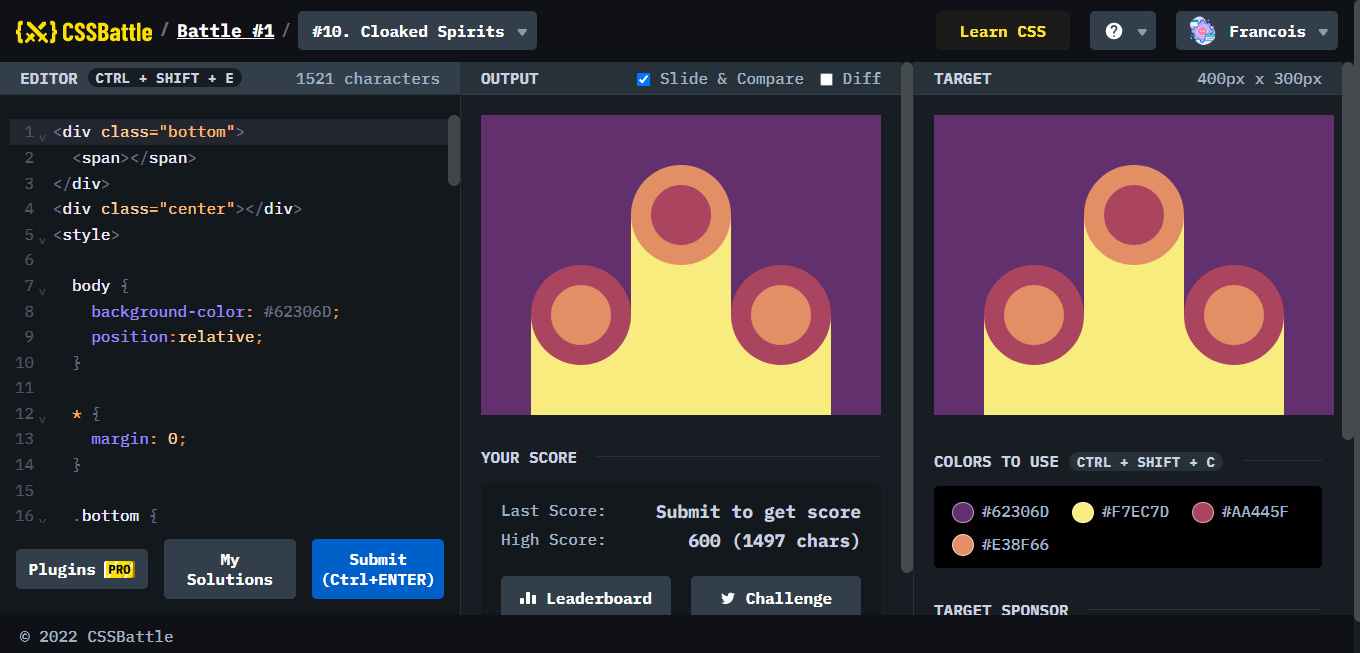 {X} CSSBattle / Battle #1 / #10. Cloaked Spirits
Learn CSS
?
Francois
EDITOR CTRL + SHIFT + E 1521 characters
1 <div class="bottom">
2 <span></span>
3 </div>
4 <div class="center"></div>
5 <style>
6
7 body {
8 background-color: #62306D;
9 position:relative;
10 }
11
12 * {
13 margin: 0;
14 }
15
16 .bottom {
Plugins PRO
My
Solutions
Submit
(Ctrl+ENTER)
OUTPUT Slide & Compare Diff
YOUR SCORE
Last Score: Submit to get score
High Score: 600 (1497 chars)
Leaderboard
Challenge
TARGET 400px x 300px
COLORS TO USE CTRL + SHIFT + C
#62306D #F7EC7D #AA445F
#E38F66
TARGET SPONSOR
© 2022 CSSBattle